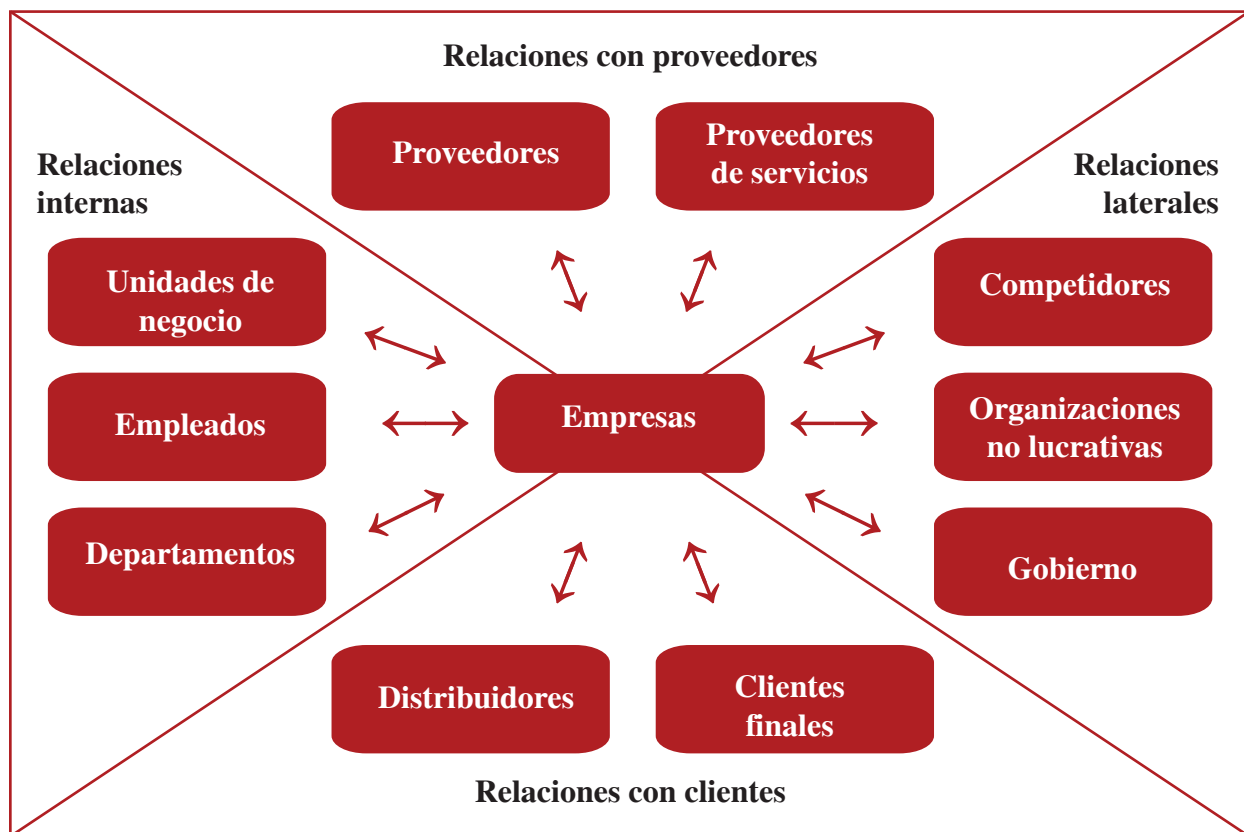 Relaciones con proveedores
Proveedores
Proveedores
de servicios
Relaciones
internas
Unidades de
negocio
Empleados
Departamentos
Empresas
Relaciones
laterales
Competidores
Organizaciones
no lucrativas
Gobierno
Distribuidores
Clientes
finales
Relaciones con clientes